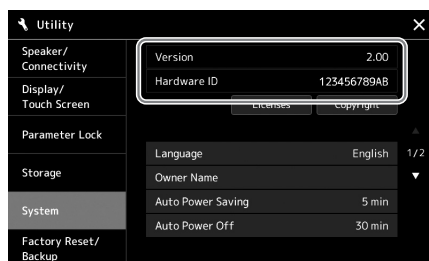 Utility
Speaker/
Connectivity
Display/
Touch Screen
Parameter Lock
Storage
System
Factory Reset/
Backup
Version 2.00
Hardware ID 123456789AB
Licenses Copyright
Language English
Owner Name
Auto Power Saving 5 min
Auto Power Off 30 min
1/2